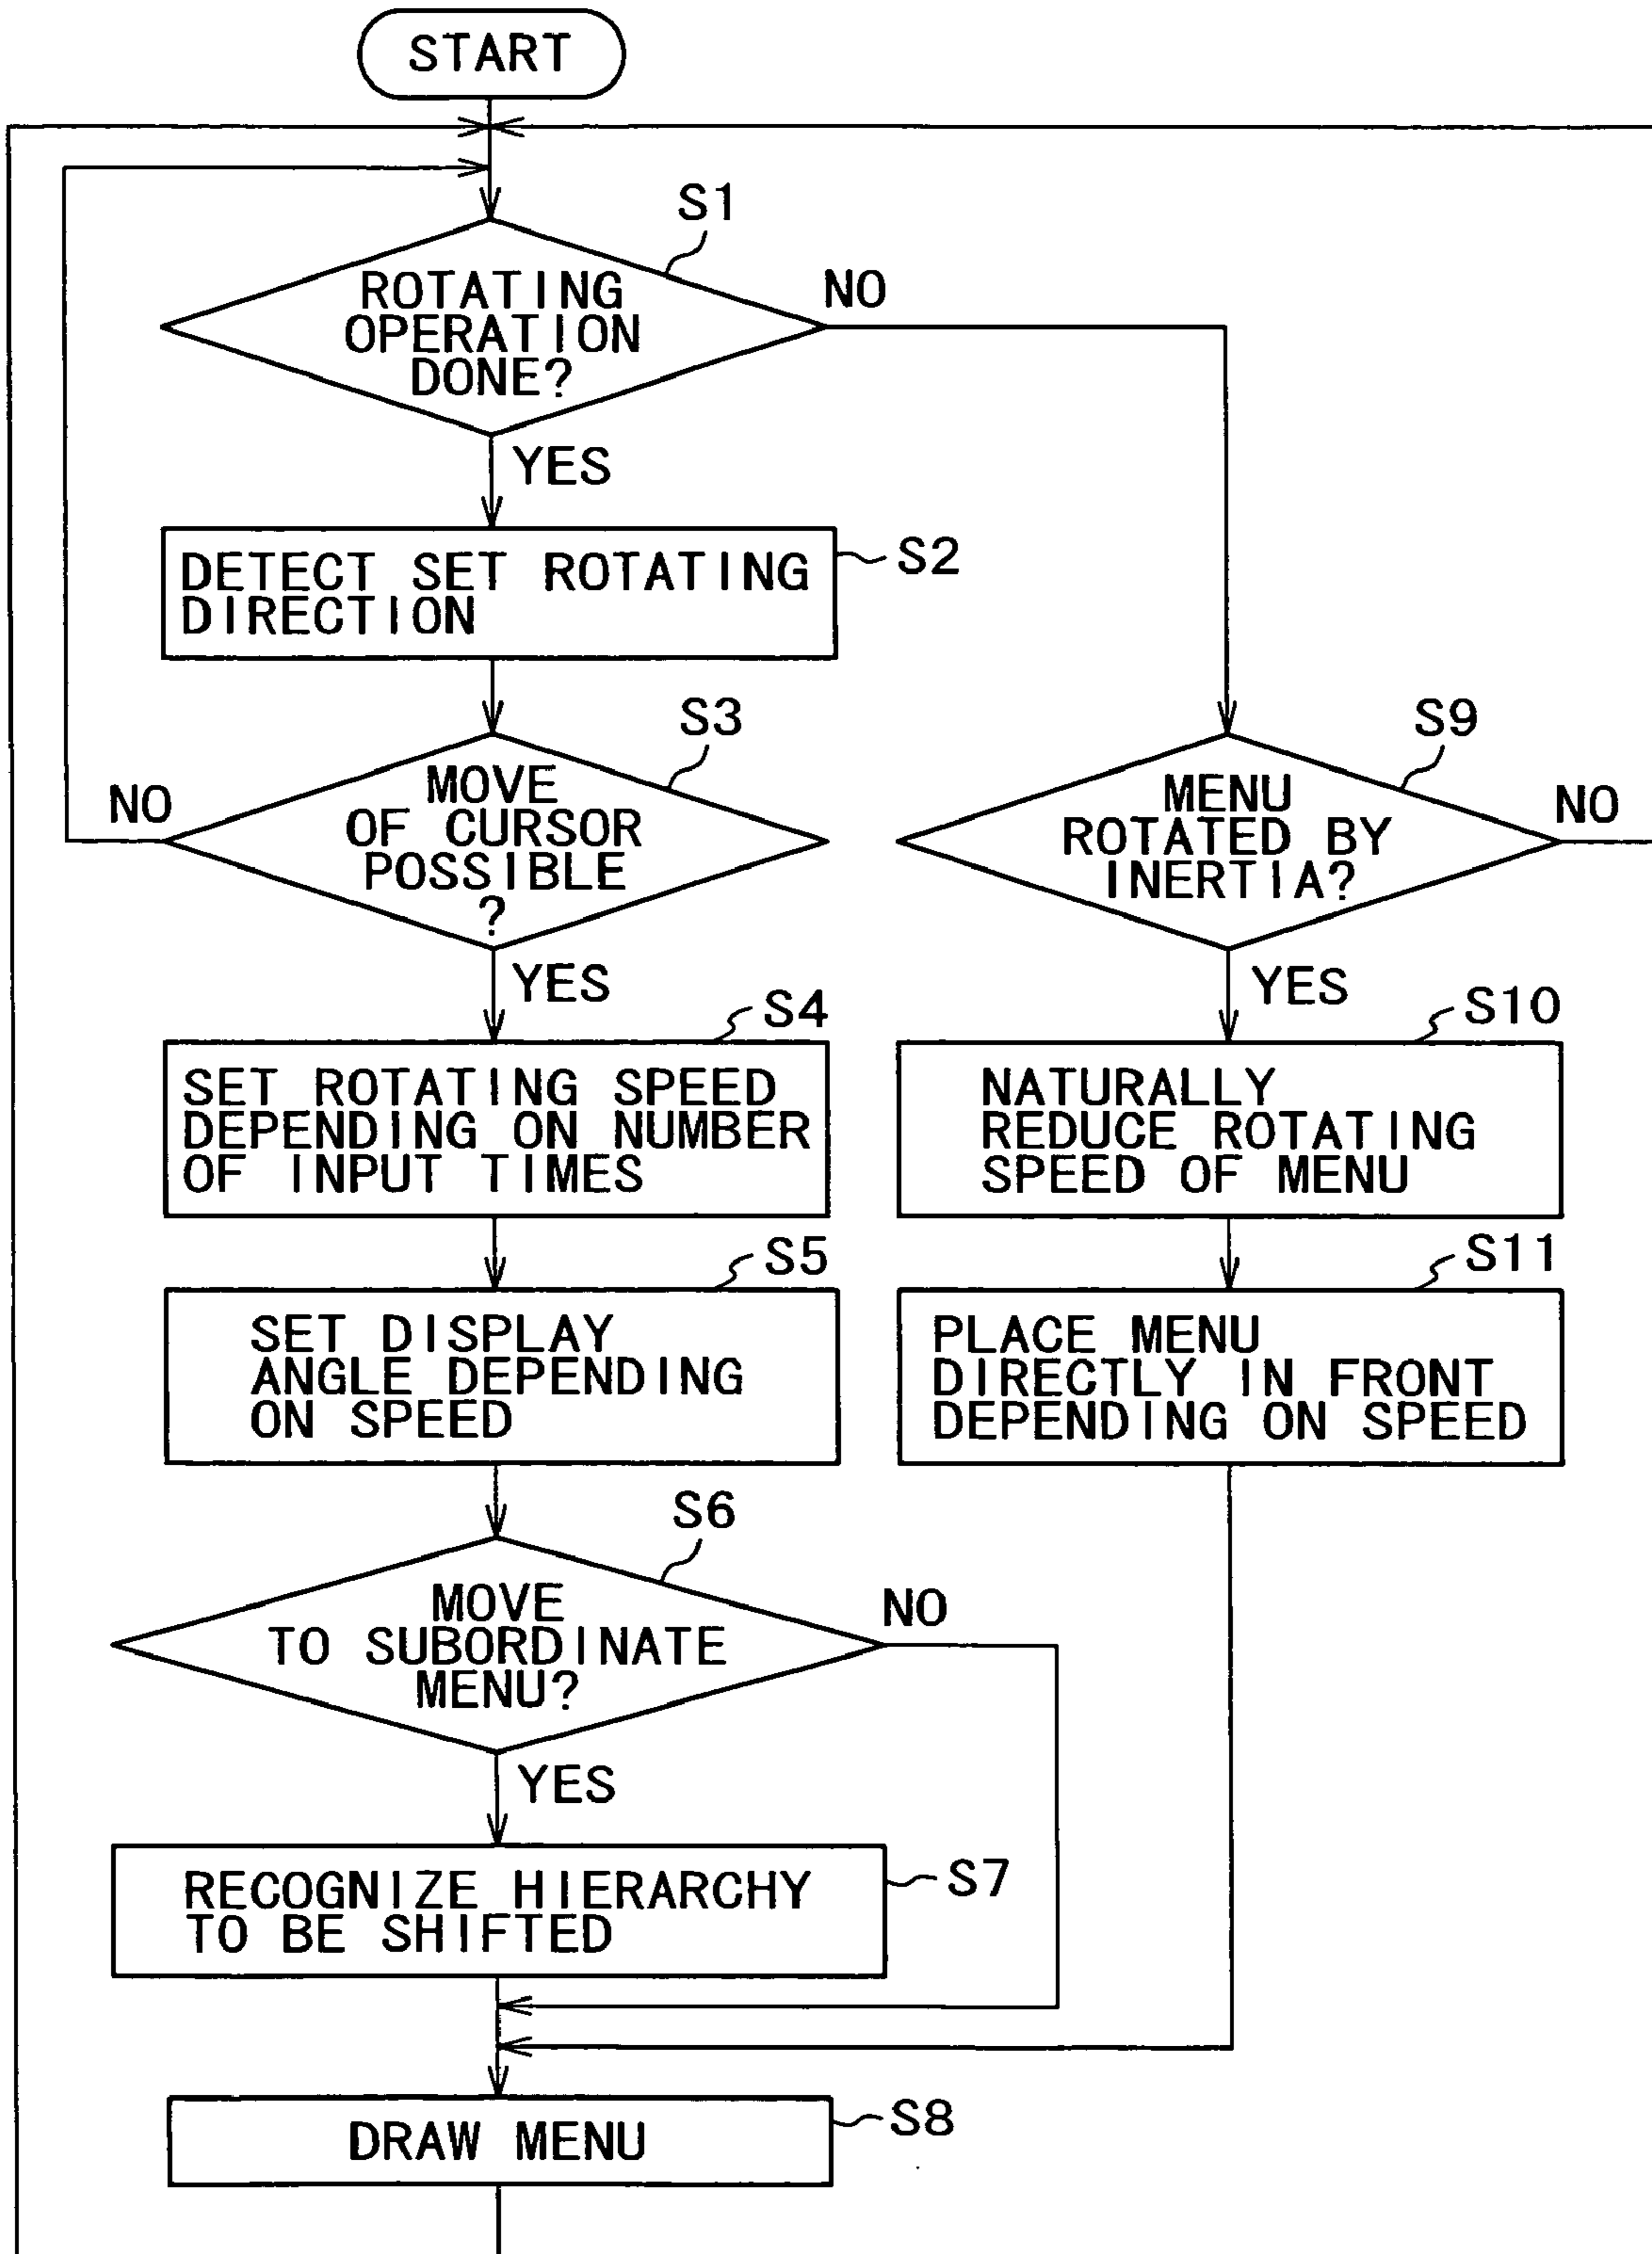 START
S1
ROTATING
OPERATION
DONE?
NO
YES
DETECT SET ROTATING
DIRECTION
S2
S3
MOVE
OF CURSOR
POSSIBLE
?
NO
YES
S9
MENU
ROTATED BY
INERTIA?
NO
YES
S4
SET ROTATING SPEED
DEPENDING ON NUMBER
OF INPUT TIMES
S10
NATURALLY
REDUCE ROTATING
SPEED OF MENU
S5
SET DISPLAY
ANGLE DEPENDING
ON SPEED
S11
PLACE MENU
DIRECTLY IN FRONT
DEPENDING ON SPEED
S6
MOVE
TO SUBORDINATE
MENU?
NO
YES
RECOGNIZE HIERARCHY
TO BE SHIFTED
S7
DRAW MENU
S8